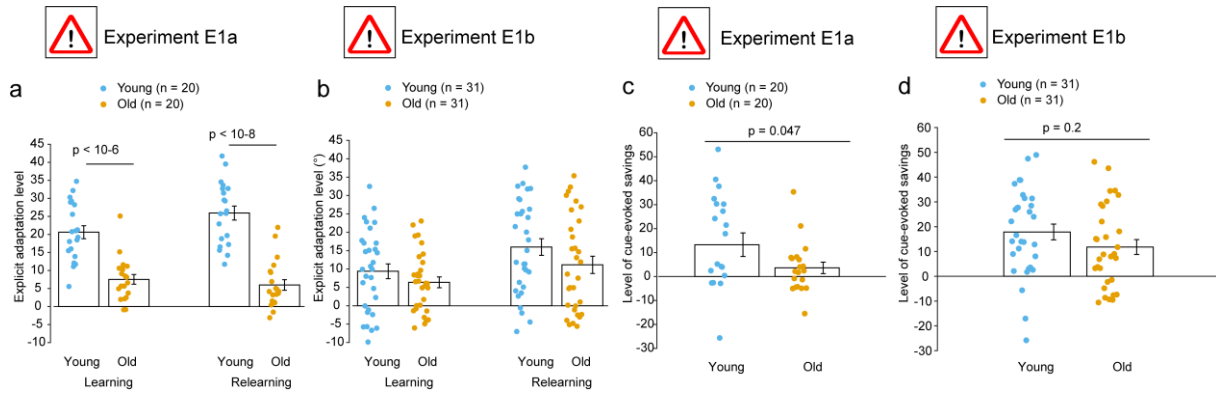 ! Experiment E1a
! Experiment E1b
! Experiment E1a
! Experiment E1b
a
Young (n = 20)
Old (n = 20)
p < 10-6
p < 10-8
Explicit adaptation level
45
40
35
30
25
20
15
10
5
0
-5
-10
Young Old Young Old
Learning Relearning
b
Young (n = 31)
Old (n = 31)
Explicit adaptation level (°)
45
40
35
30
25
20
15
10
5
0
-5
-10
Young Old Young Old
Learning Relearning
c
Young (n = 20)
Old (n = 20)
p = 0.047
Level of cue-evoked savings
60
50
40
30
20
10
0
-10
-20
-30
Young Old
d
Young (n = 31)
Old (n = 31)
p = 0.2
Level of cue-evoked savings
60
50
40
30
20
10
0
-10
-20
-30
Young Old